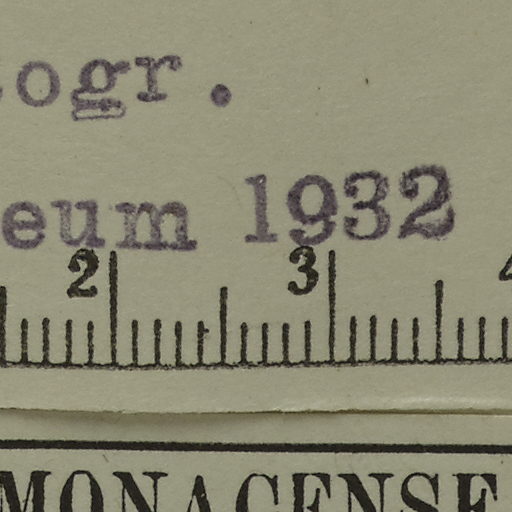 ogr.
eum 1932
2 3
MONACENSE